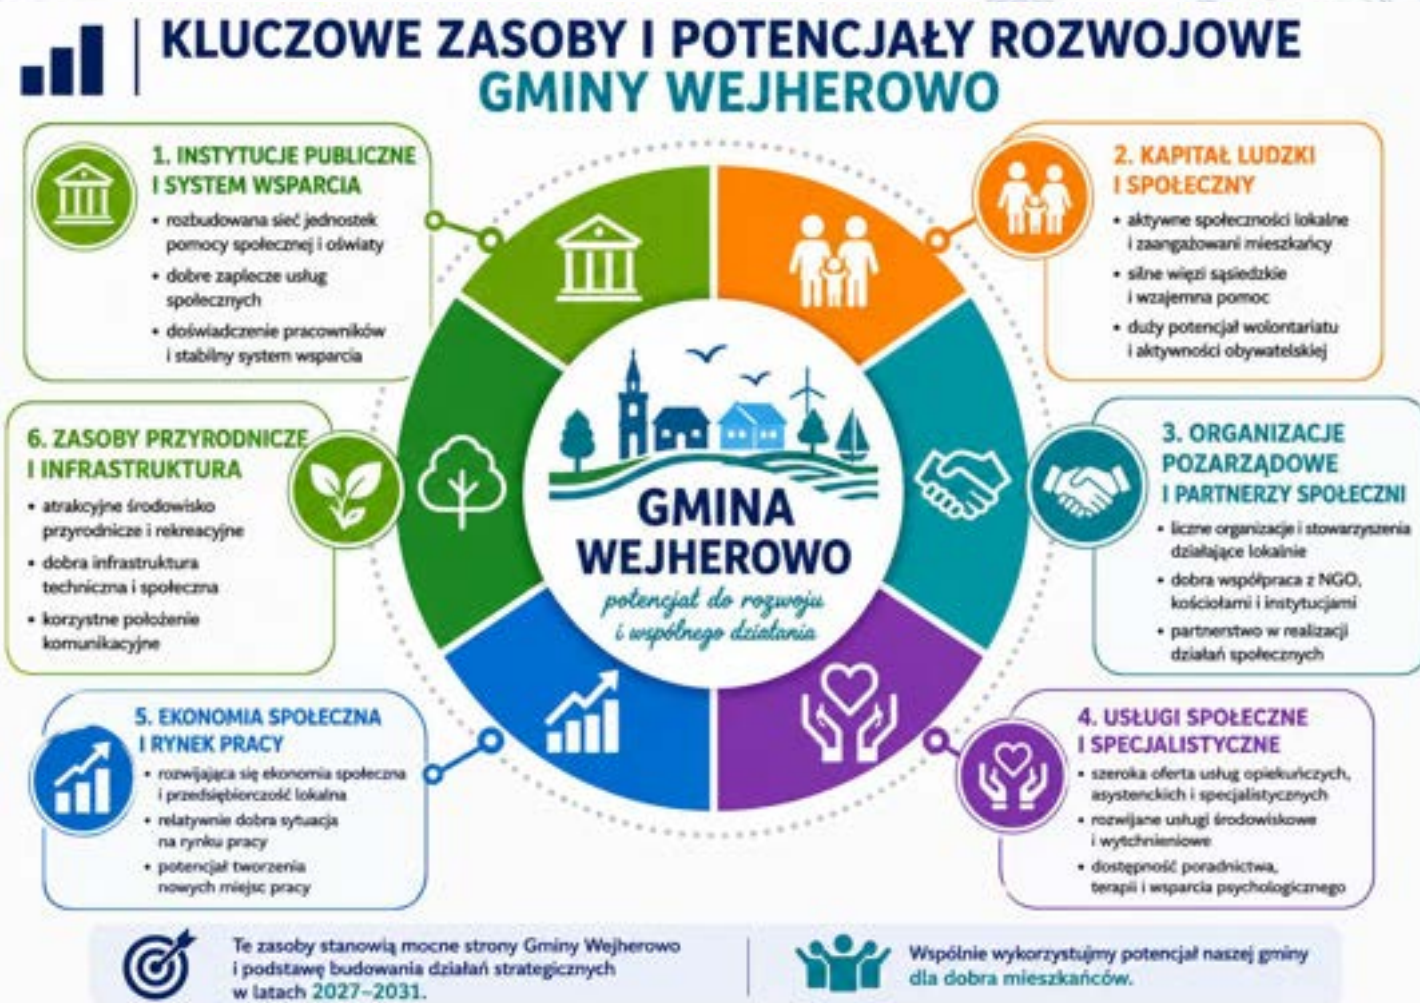 KLUCZOWE ZASOBY I POTENCJAŁY ROZWOJOWE
GMINY WEJHEROWO
1. INSTYTUCJE PUBLICZNE
I SYSTEM WSPARCIA
• rozbudowana sieć jednostek
pomocy społecznej i oświaty
• dobre zaplecze usług
społecznych
• doświadczenie pracowników
i stabilny system wsparcia
2. KAPITAŁ LUDZKI
I SPOŁECZNY
• aktywne społeczności lokalne
i zaangażowani mieszkańcy
• silne więzi sąsiedzkie
i wzajemna pomoc
• duży potencjał wolontariatu
i aktywności obywatelskiej
3. ORGANIZACJE
POZARZĄDOWE
I PARTNERZY SPOŁECZNI
• liczne organizacje i stowarzyszenia
działające lokalnie
• dobra współpraca z NGO,
kościołami i instytucjami
• partnerstwo w realizacji
działań społecznych
4. USŁUGI SPOŁECZNE
I SPECJALISTYCZNE
• szeroka oferta usług opiekuńczych,
asystenckich i specjalistycznych
• rozwijane usługi środowiskowe
i wytchnieniowe
• dostępność poradnictwa,
terapii i wsparcia psychologicznego
5. EKONOMIA SPOŁECZNA
I RYNEK PRACY
• rozwijająca się ekonomia społeczna
i przedsiębiorczość lokalna
• relatywnie dobra sytuacja
na rynku pracy
• potencjał tworzenia
nowych miejsc pracy
6. ZASOBY PRZYRODNICZE
I INFRASTRUKTURA
• atrakcyjne środowisko
przyrodnicze i rekreacyjne
• dobra infrastruktura
techniczna i społeczna
• korzystne położenie
komunikacyjne
GMINA
WEJHEROWO
potencjał do rozwoju
i wspólnego działania
Te zasoby stanowią mocne strony Gminy Wejherowo
i podstawę budowania działań strategicznych
w latach 2027–2031.
Wspólnie wykorzystujmy potencjał naszej gminy
dla dobra mieszkańców.